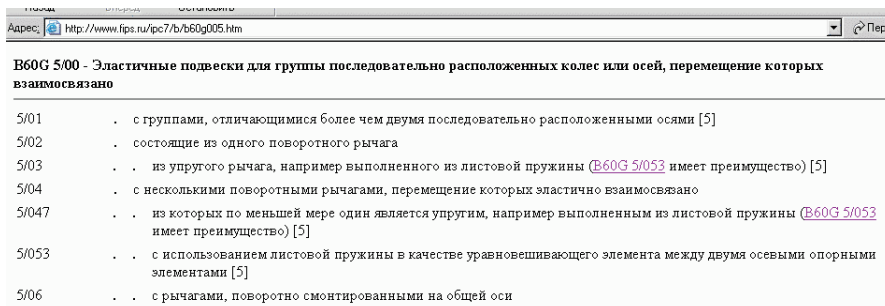 Адрес: http://www.fips.ru/ipc7/b/b60g005.htm Пер
B60G 5/00 - Эластичные подвески для группы последовательно расположенных колес или осей, перемещение которых
взаимосвязано
5/01 . с группами, отличающимися более чем двумя последовательно расположенными осями [5]
5/02 . состоящие из одного поворотного рычага
5/03 . . из упругого рычага, например выполненного из листовой пружины (B60G 5/053 имеет преимущество) [5]
5/04 . с несколькими поворотными рычагами, перемещение которых эластично взаимосвязано
5/047 . . из которых по меньшей мере один является упругим, например выполненным из листовой пружины (B60G 5/053
имеет преимущество) [5]
5/053 . . с использованием листовой пружины в качестве уравновешивающего элемента между двумя осевыми опорными
элементами [5]
5/06 . . с рычагами, поворотно смонтированными на общей оси